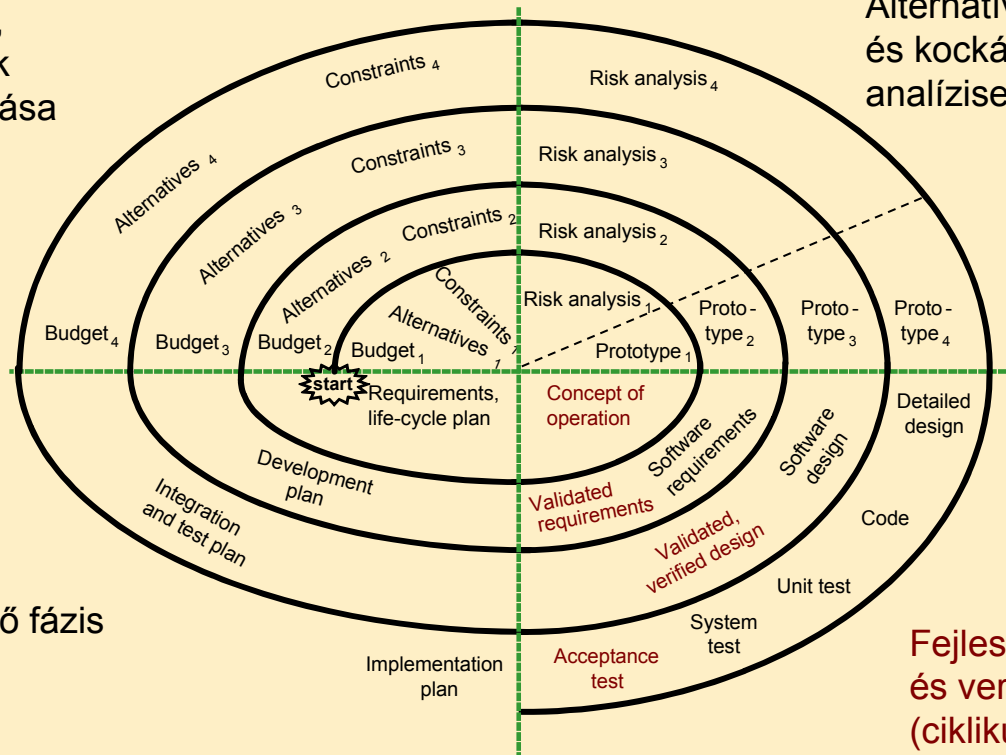 k
ása
Alternatív
és kocká
analízise
Constraints 4
Risk analysis 4
Alternatives 4
Constraints 3
Risk analysis 3
Alternatives 3
Constraints 2
Risk analysis 2
Alternatives 2
Constraints 1
Risk analysis 1
Alternatives 1
Budget 4
Budget 3
Budget 2
Budget 1
Prototype 1
Proto -
type 2
Proto -
type 3
Proto -
type 4
start
Requirements,
life-cycle plan
Concept of
operation
Software
requirements
Software
design
Detailed
design
Development
plan
Validated
requirements
Integration
and test plan
Validated,
verified design
Code
Unit test
System
test
ő fázis
Implementation
plan
Acceptance
test
Fejles
és ver
(ciklik